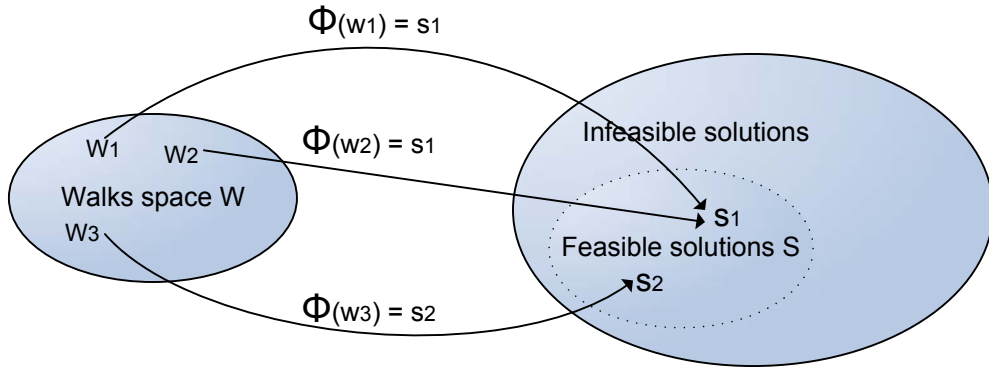 Φ(w1) = s1
Infeasible solutions
W1
W2
Φ(w2) = s1
Walks space W
W3
s1
Feasible solutions S
s2
Φ(w3) = s2